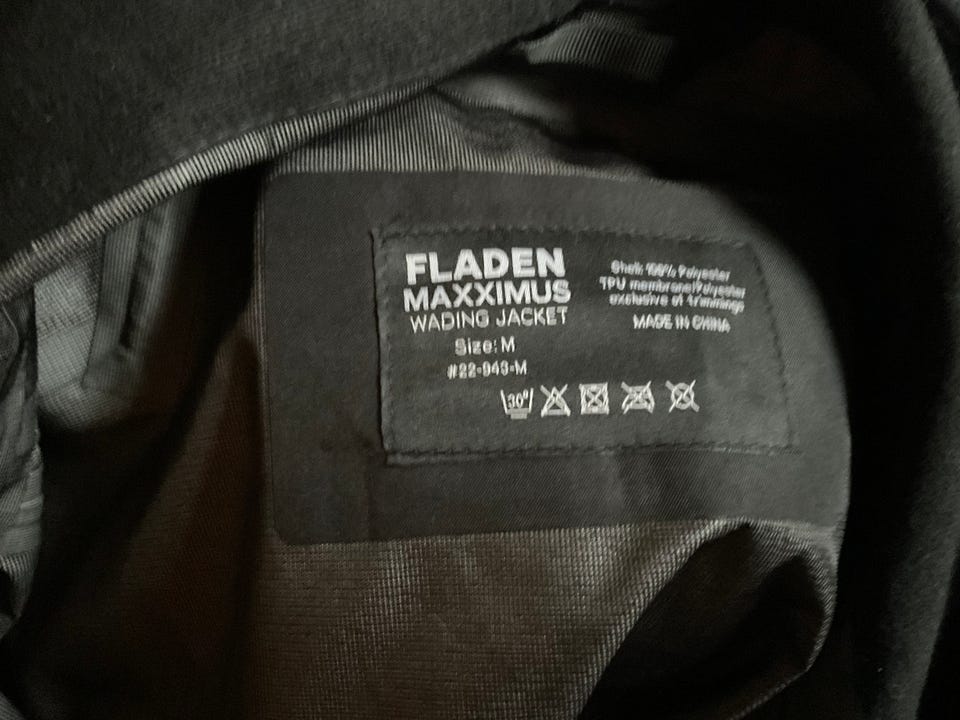 FLADEN
MAXXIMUS
WADING JACKET
Size: M
#22-943-M
Shell: 100% Polyester
TPU membrane/Polyester
exclusive of trimmings
MADE IN CHINA
30°